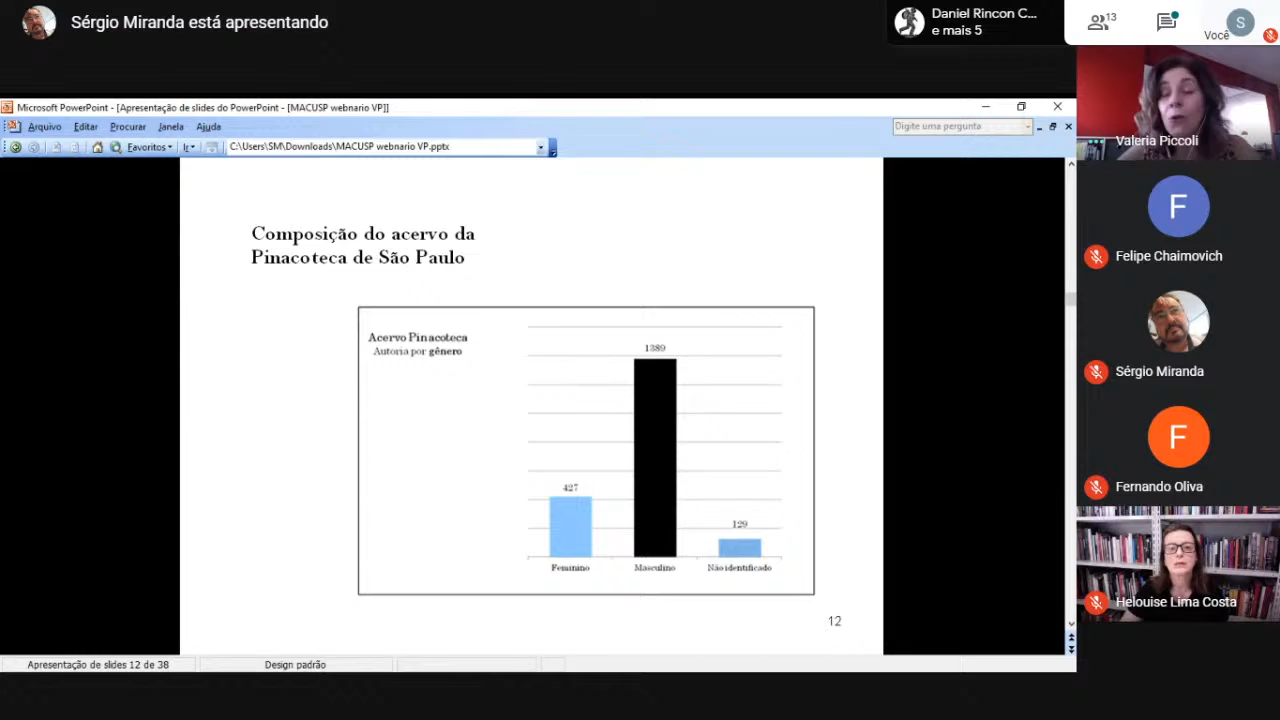 Sérgio Miranda está apresentando
Daniel Rincon C...
e mais 5
13
S
Você
Microsoft PowerPoint - [Apresentação de slides do PowerPoint - [MACUSP webnario VP]]
Arquivo Editar Procurar Janela Ajuda
Digite uma pergunta
Favoritos Ir
C:\Users\SM\Downloads\MACUSP webnario VP.pptx
Valeria Piccoli
Composição do acervo da
Pinacoteca de São Paulo
Acervo Pinacoteca
Autoria por gênero
1389
427
129
Feminino Masculino Não identificado
12
F
Felipe Chaimovich
Sérgio Miranda
F
Fernando Oliva
Helouise Lima Costa
Apresentação de slides 12 de 38 Design padrão